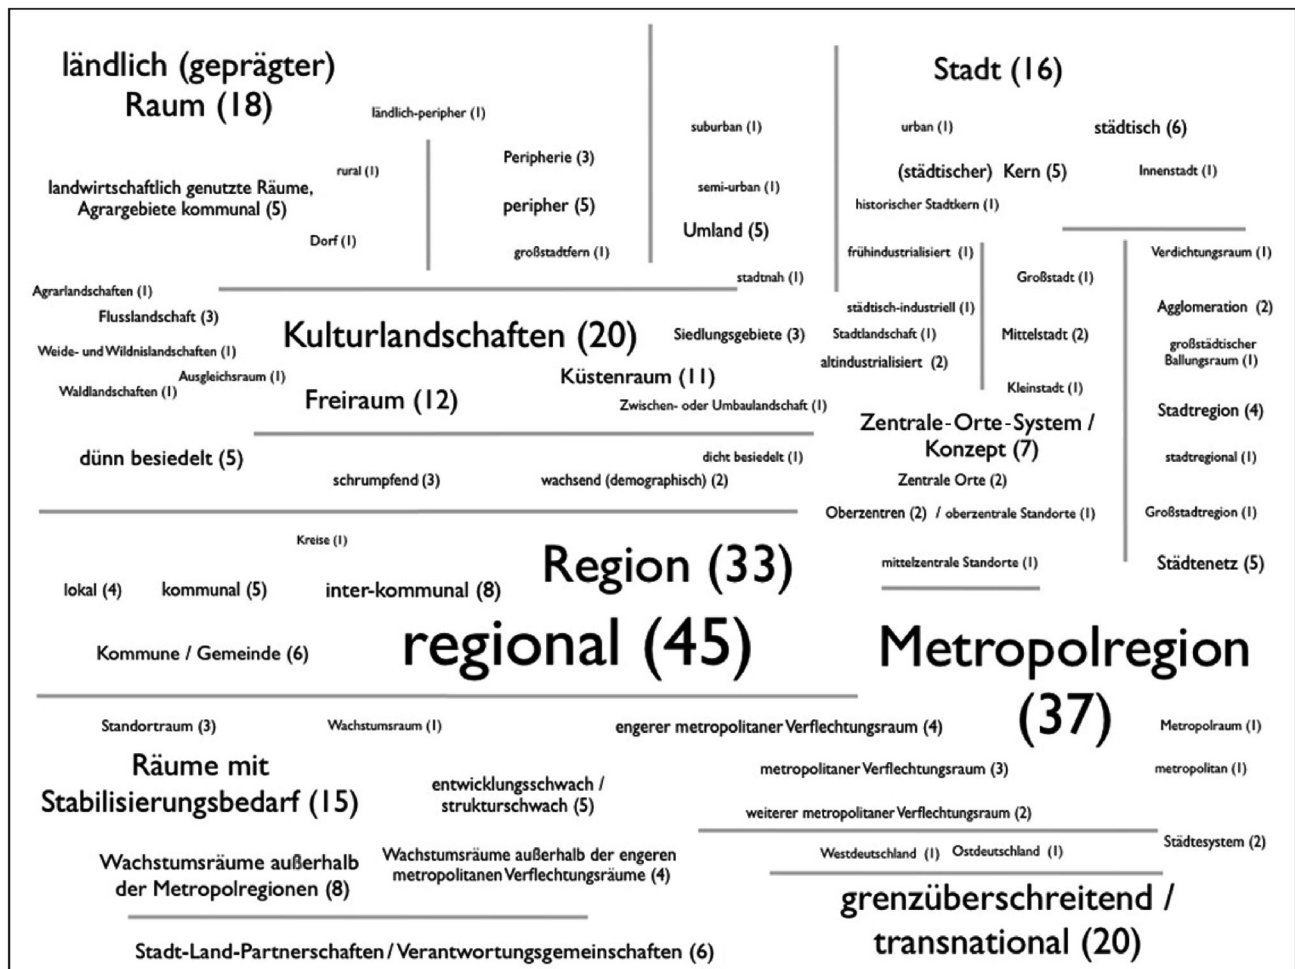 ländlich (geprägter)
Raum (18)
ländlich-peripher (1)
rural (1)
landwirtschaftlich genutzte Räume,
Agrargebiete kommunal (5)
Dorf (1)
Peripherie (3)
peripher (5)
großstadtfern (1)
suburban (1)
semi-urban (1)
Umland (5)
stadtnah (1)
Stadt (16)
urban (1)
städtisch (6)
(städtischer) Kern (5)
Innenstadt (1)
historischer Stadtkern (1)
frühindustrialisiert (1)
städtisch-industriell (1)
Stadtlandschaft (1)
altindustrialisiert (2)
Großstadt (1)
Mittelstadt (2)
Kleinstadt (1)
Verdichtungsraum (1)
Agglomeration (2)
großstädtischer
Ballungsraum (1)
Stadtregion (4)
stadtregional (1)
Großstadtregion (1)
Städtenetz (5)
Agrarlandschaften (1)
Flusslandschaft (3)
Weide- und Wildnislandschaften (1)
Ausgleichsraum (1)
Waldlandschaften (1)
Kulturlandschaften (20)
Siedlungsgebiete (3)
Küstenraum (11)
Freiraum (12)
Zwischen- oder Umbaulandschaft (1)
Zentrale-Orte-System /
Konzept (7)
Zentrale Orte (2)
Oberzentren (2) / oberzentrale Standorte (1)
mittelzentrale Standorte (1)
dünn besiedelt (5)
dicht besiedelt (1)
schrumpfend (3)
wachsend (demographisch) (2)
Kreise (1)
Region (33)
lokal (4)
kommunal (5)
inter-kommunal (8)
regional (45)
Kommune / Gemeinde (6)
Metropolregion
(37)
Metropolraum (1)
metropolitan (1)
Städtesystem (2)
Standortraum (3)
Wachstumsraum (1)
engerer metropolitaner Verflechtungsraum (4)
metropolitaner Verflechtungsraum (3)
weiterer metropolitaner Verflechtungsraum (2)
Räume mit
Stabilisierungsbedarf (15)
entwicklungsschwach /
strukturschwach (5)
Wachstumsräume außerhalb
der Metropolregionen (8)
Wachstumsräume außerhalb der engeren
metropolitanen Verflechtungsräume (4)
Westdeutschland (1)
Ostdeutschland (1)
grenzüberschreitend /
transnational (20)
Stadt-Land-Partnerschaften / Verantwortungsgemeinschaften (6)